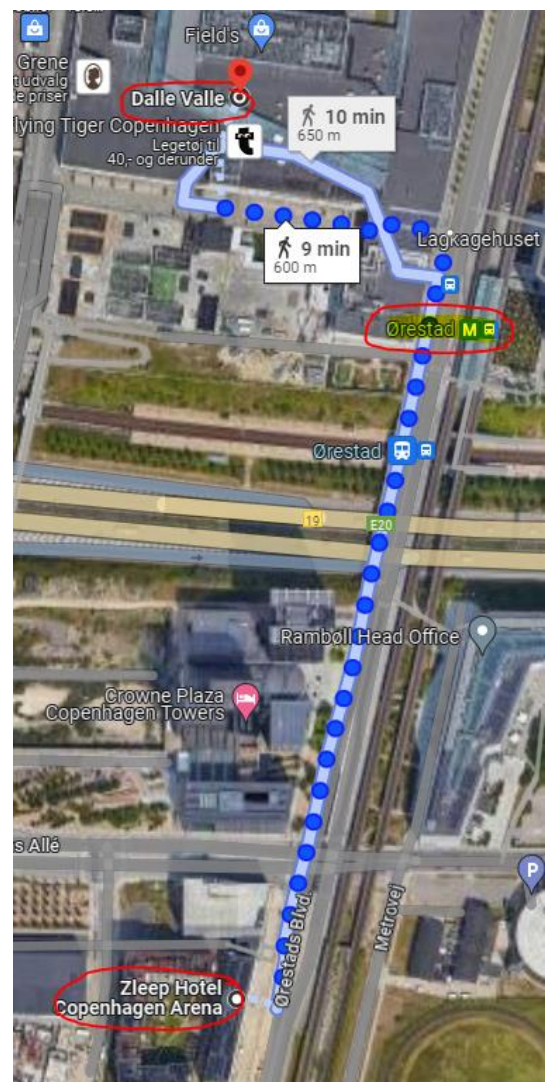 Field's
Grene
t udvalg
e priser
Dalle Valle
lying Tiger Copenhagen
Legetøj til
40,- og derunder
10 min
650 m
9 min
600 m
Lagkagehuset
Ørestad M
Ørestad
19
E20
Rambøll Head Office
Crowne Plaza
Copenhagen Towers
s Allé
P
Ørestads Blvd.
Metrovej
Zleep Hotel
Copenhagen Arena